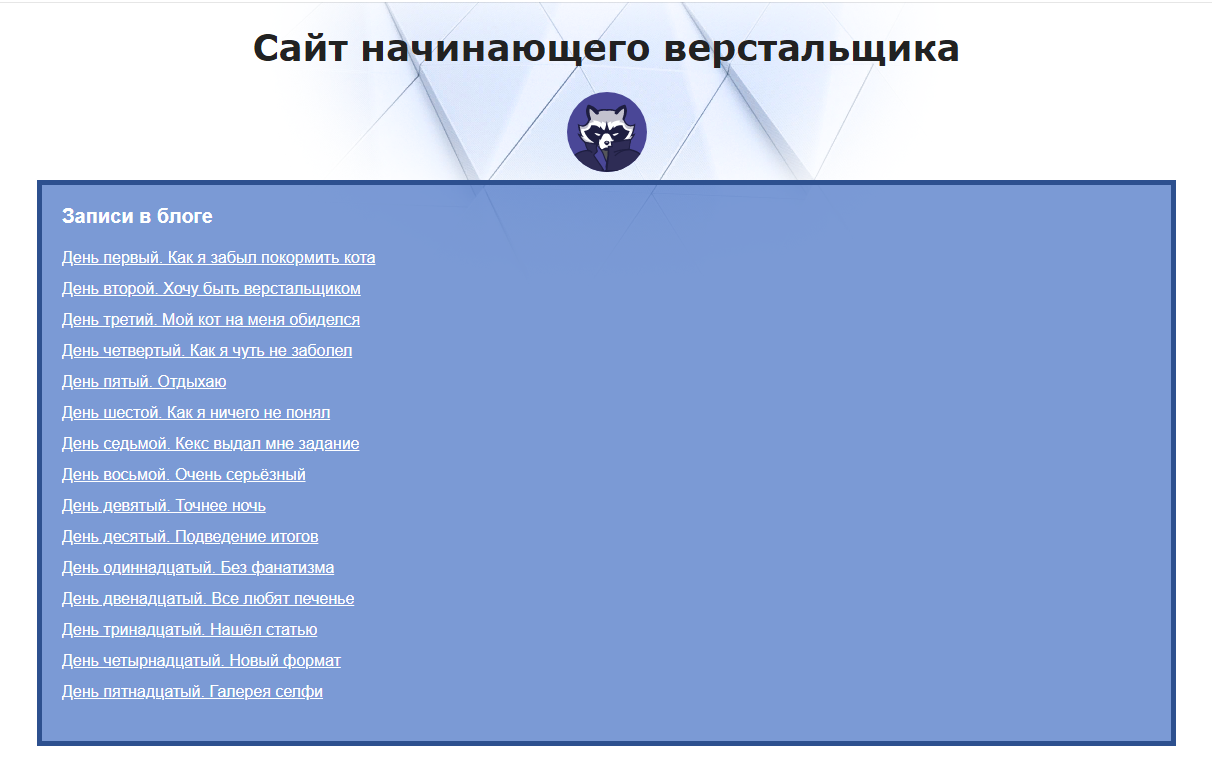 Сайт начинающего верстальщика
Записи в блоге
День первый. Как я забыл покормить кота
День второй. Хочу быть верстальщиком
День третий. Мой кот на меня обиделся
День четвертый. Как я чуть не заболел
День пятый. Отдыхаю
День шестой. Как я ничего не понял
День седьмой. Кекс выдал мне задание
День восьмой. Очень серьёзный
День девятый. Точнее ночь
День десятый. Подведение итогов
День одиннадцатый. Без фанатизма
День двенадцатый. Все любят печенье
День тринадцатый. Нашёл статью
День четырнадцатый. Новый формат
День пятнадцатый. Галерея селфи